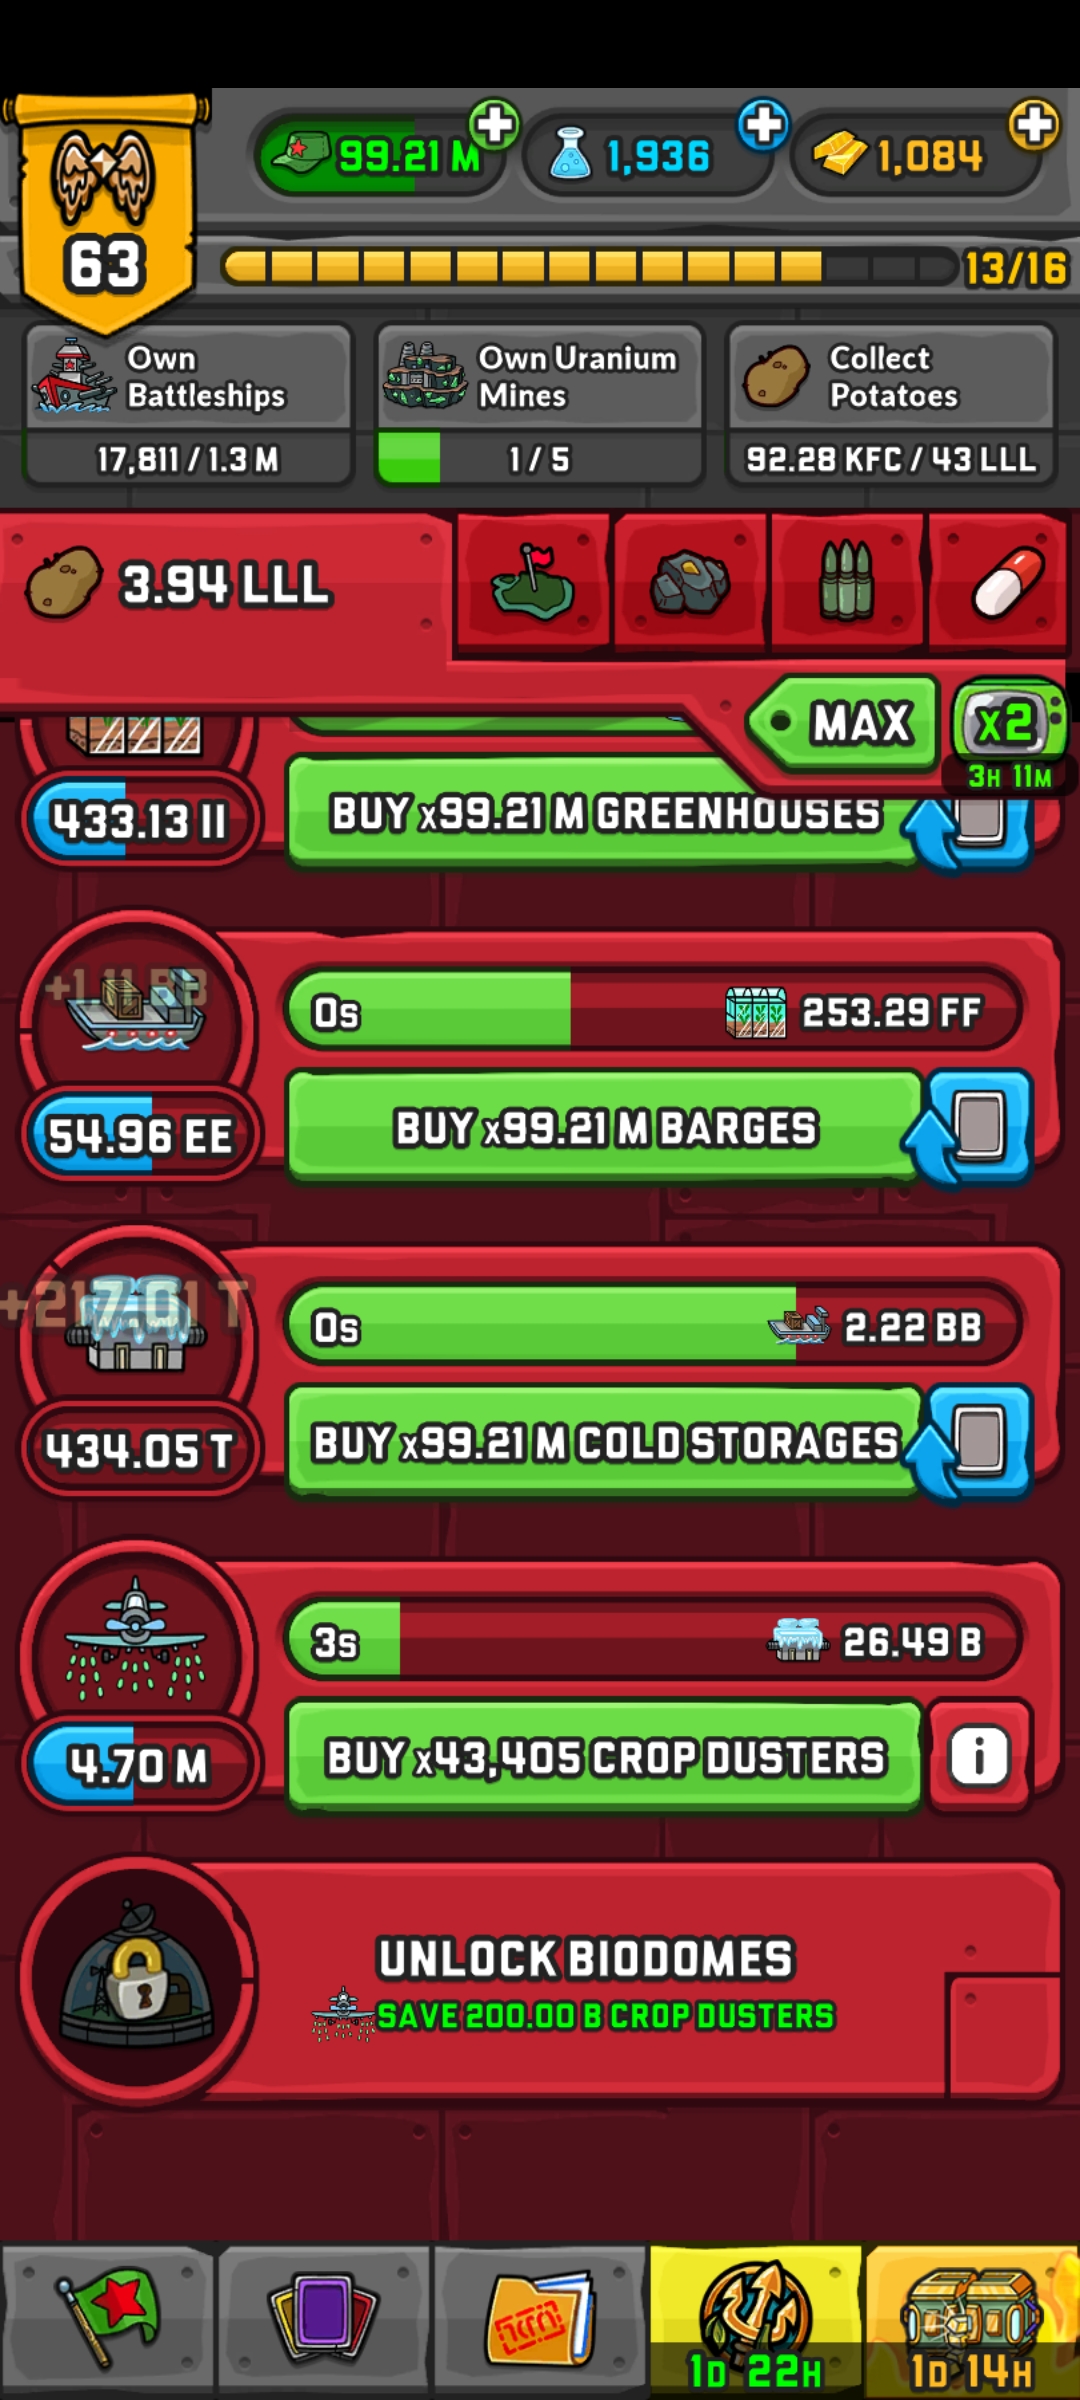 99.21 M
1,936
1,084
63
13/16
Own
Battleships
17,811 / 1.3 M
Own Uranium
Mines
1 / 5
Collect
Potatoes
92.28 KFC / 43 LLL
3.94 LLL
MAX
x2
3H 11M
433.13 II
BUY x99.21 M GREENHOUSES
0s
253.29 FF
54.96 EE
BUY x99.21 M BARGES
+217.01 T
0s
2.22 BB
434.05 T
BUY x99.21 M COLD STORAGES
3s
26.49 B
4.70 M
BUY x43,405 CROP DUSTERS
i
UNLOCK BIODOMES
SAVE 200.00 B CROP DUSTERS
1D 22H
1D 14H